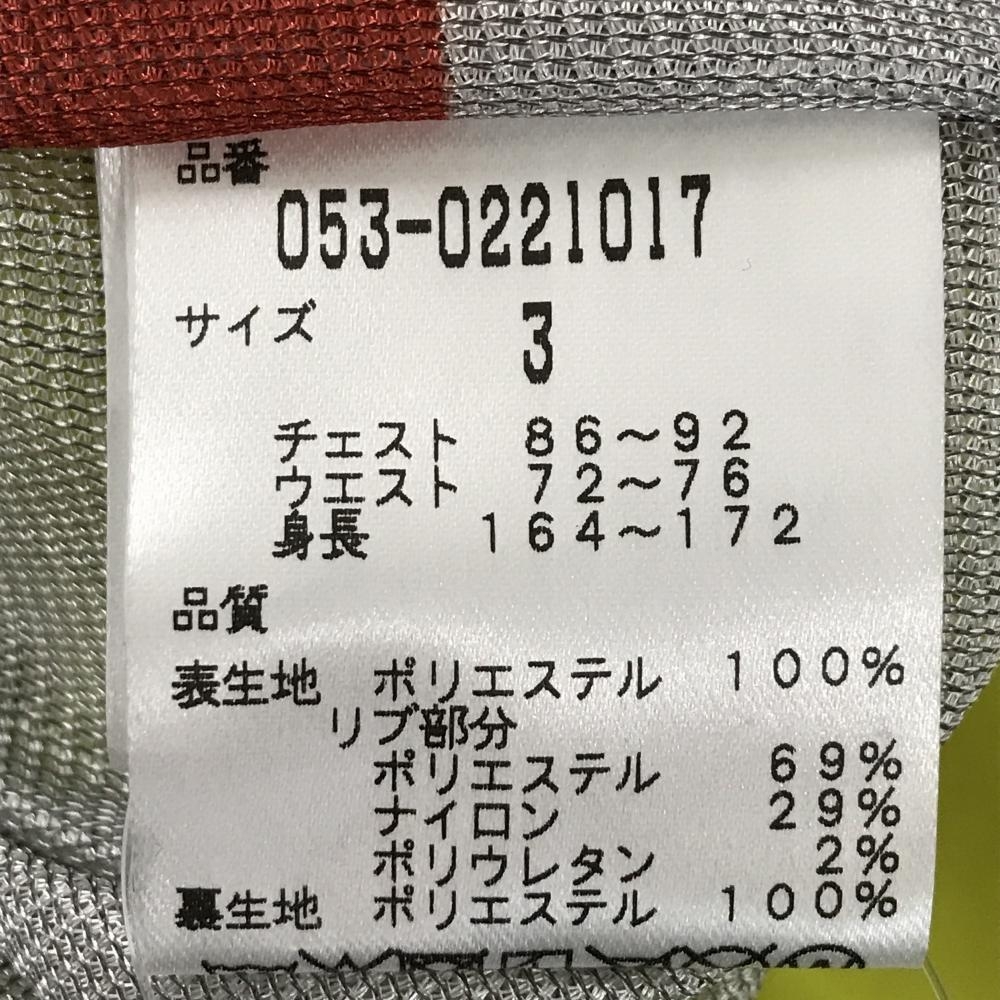 品番
053-0221017
サイズ 3
チェスト 86～92
ウエスト 72～76
身長 164～172
品質
表生地 ポリエステル 100%
リブ部分
ポリエステル 69%
ナイロン 29%
ポリウレタン 2%
裏生地 ポリエステル 100%